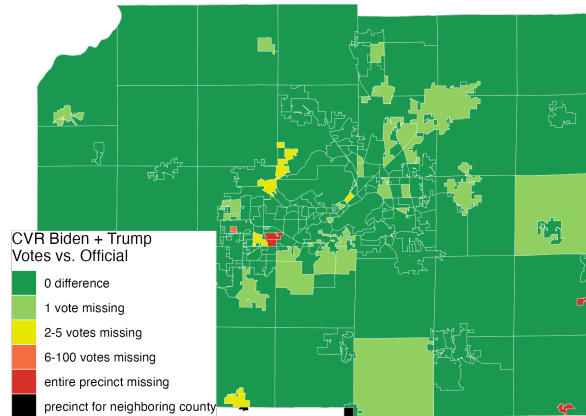 CVR Biden + Trump
Votes vs. Official
0 difference
1 vote missing
2-5 votes missing
6-100 votes missing
entire precinct missing
precinct for neighboring county